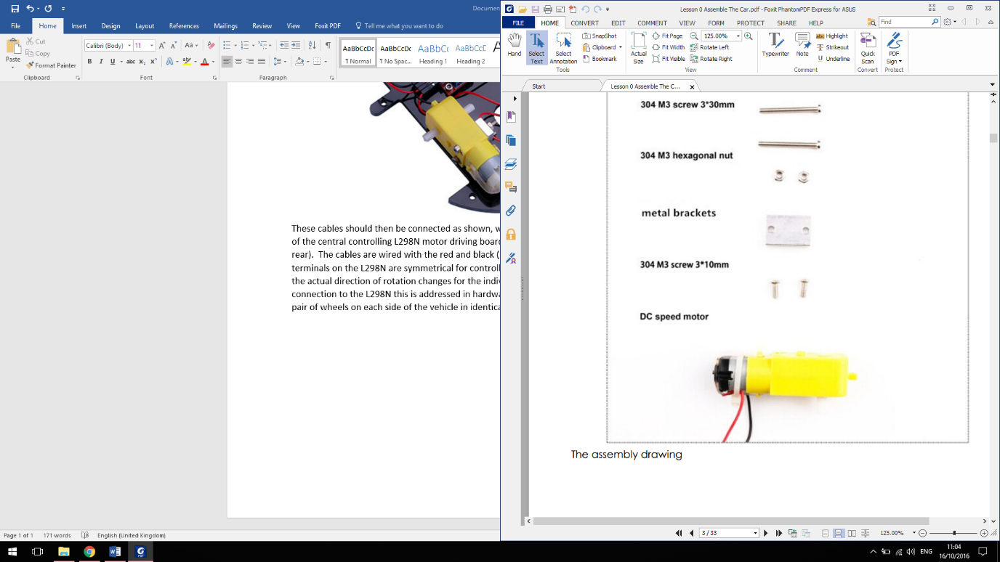 Document
File Home Insert Design Layout References Mailings Review View Foxit PDF Tell me what you want to do
Paste
Cut
Copy
Format Painter
Calibri (Body) 11
AaBbCcDc AaBbCcDc AaBbC AaBbCcD
¶ Normal ¶ No Spac... Heading 1 Heading 2
Clipboard Font Paragraph
These cables should then be connected as shown, w
of the central controlling L298N motor driving board
rear). The cables are wired with the red and black (
terminals on the L298N are symmetrical for controll
the actual direction of rotation changes for the indiv
connection to the L298N this is addressed in hardwa
pair of wheels on each side of the vehicle in identica
Page 1 of 1 171 words English (United Kingdom)
Lesson 0 Assemble The Car.pdf - Foxit PhantomPDF Express for ASUS
FILE HOME CONVERT EDIT COMMENT VIEW FORM PROTECT SHARE HELP
Find
Hand
Select
Text
Select
Annotation
SnapShot
Clipboard
Bookmark
Actual
Size
Fit Page
Fit Width
Fit Visible
125.00%
Rotate Left
Rotate Right
Typewriter
Note
Highlight
Strikeout
Underline
Quick
Scan
PDF
Sign
Tools View Comment Convert Protect
Start Lesson 0 Assemble The C...
304 M3 screw 3*30mm
304 M3 hexagonal nut
metal brackets
304 M3 screw 3*10mm
DC speed motor
The assembly drawing
3 / 33 125.00%
ENG
11:04
16/10/2016